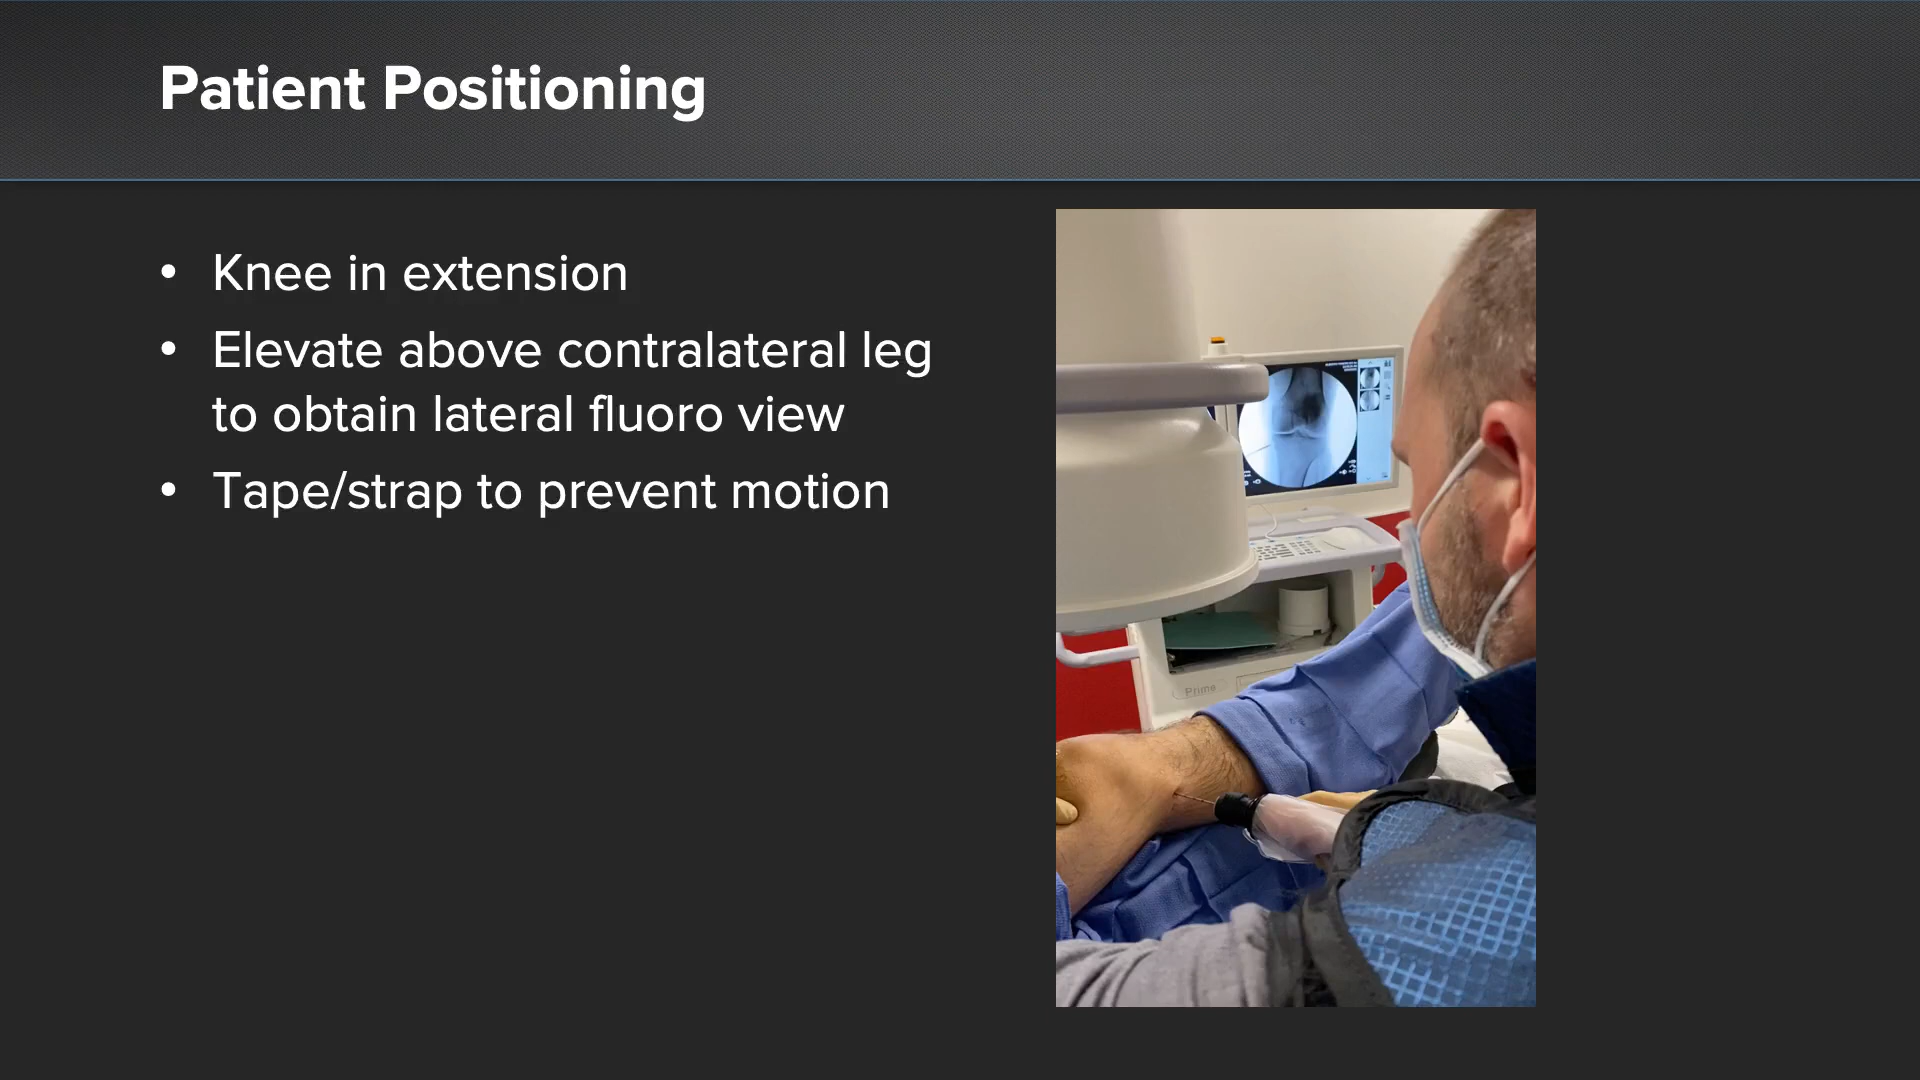 Patient Positioning
• Knee in extension
• Elevate above contralateral leg
to obtain lateral fluoro view
• Tape/strap to prevent motion
Prime